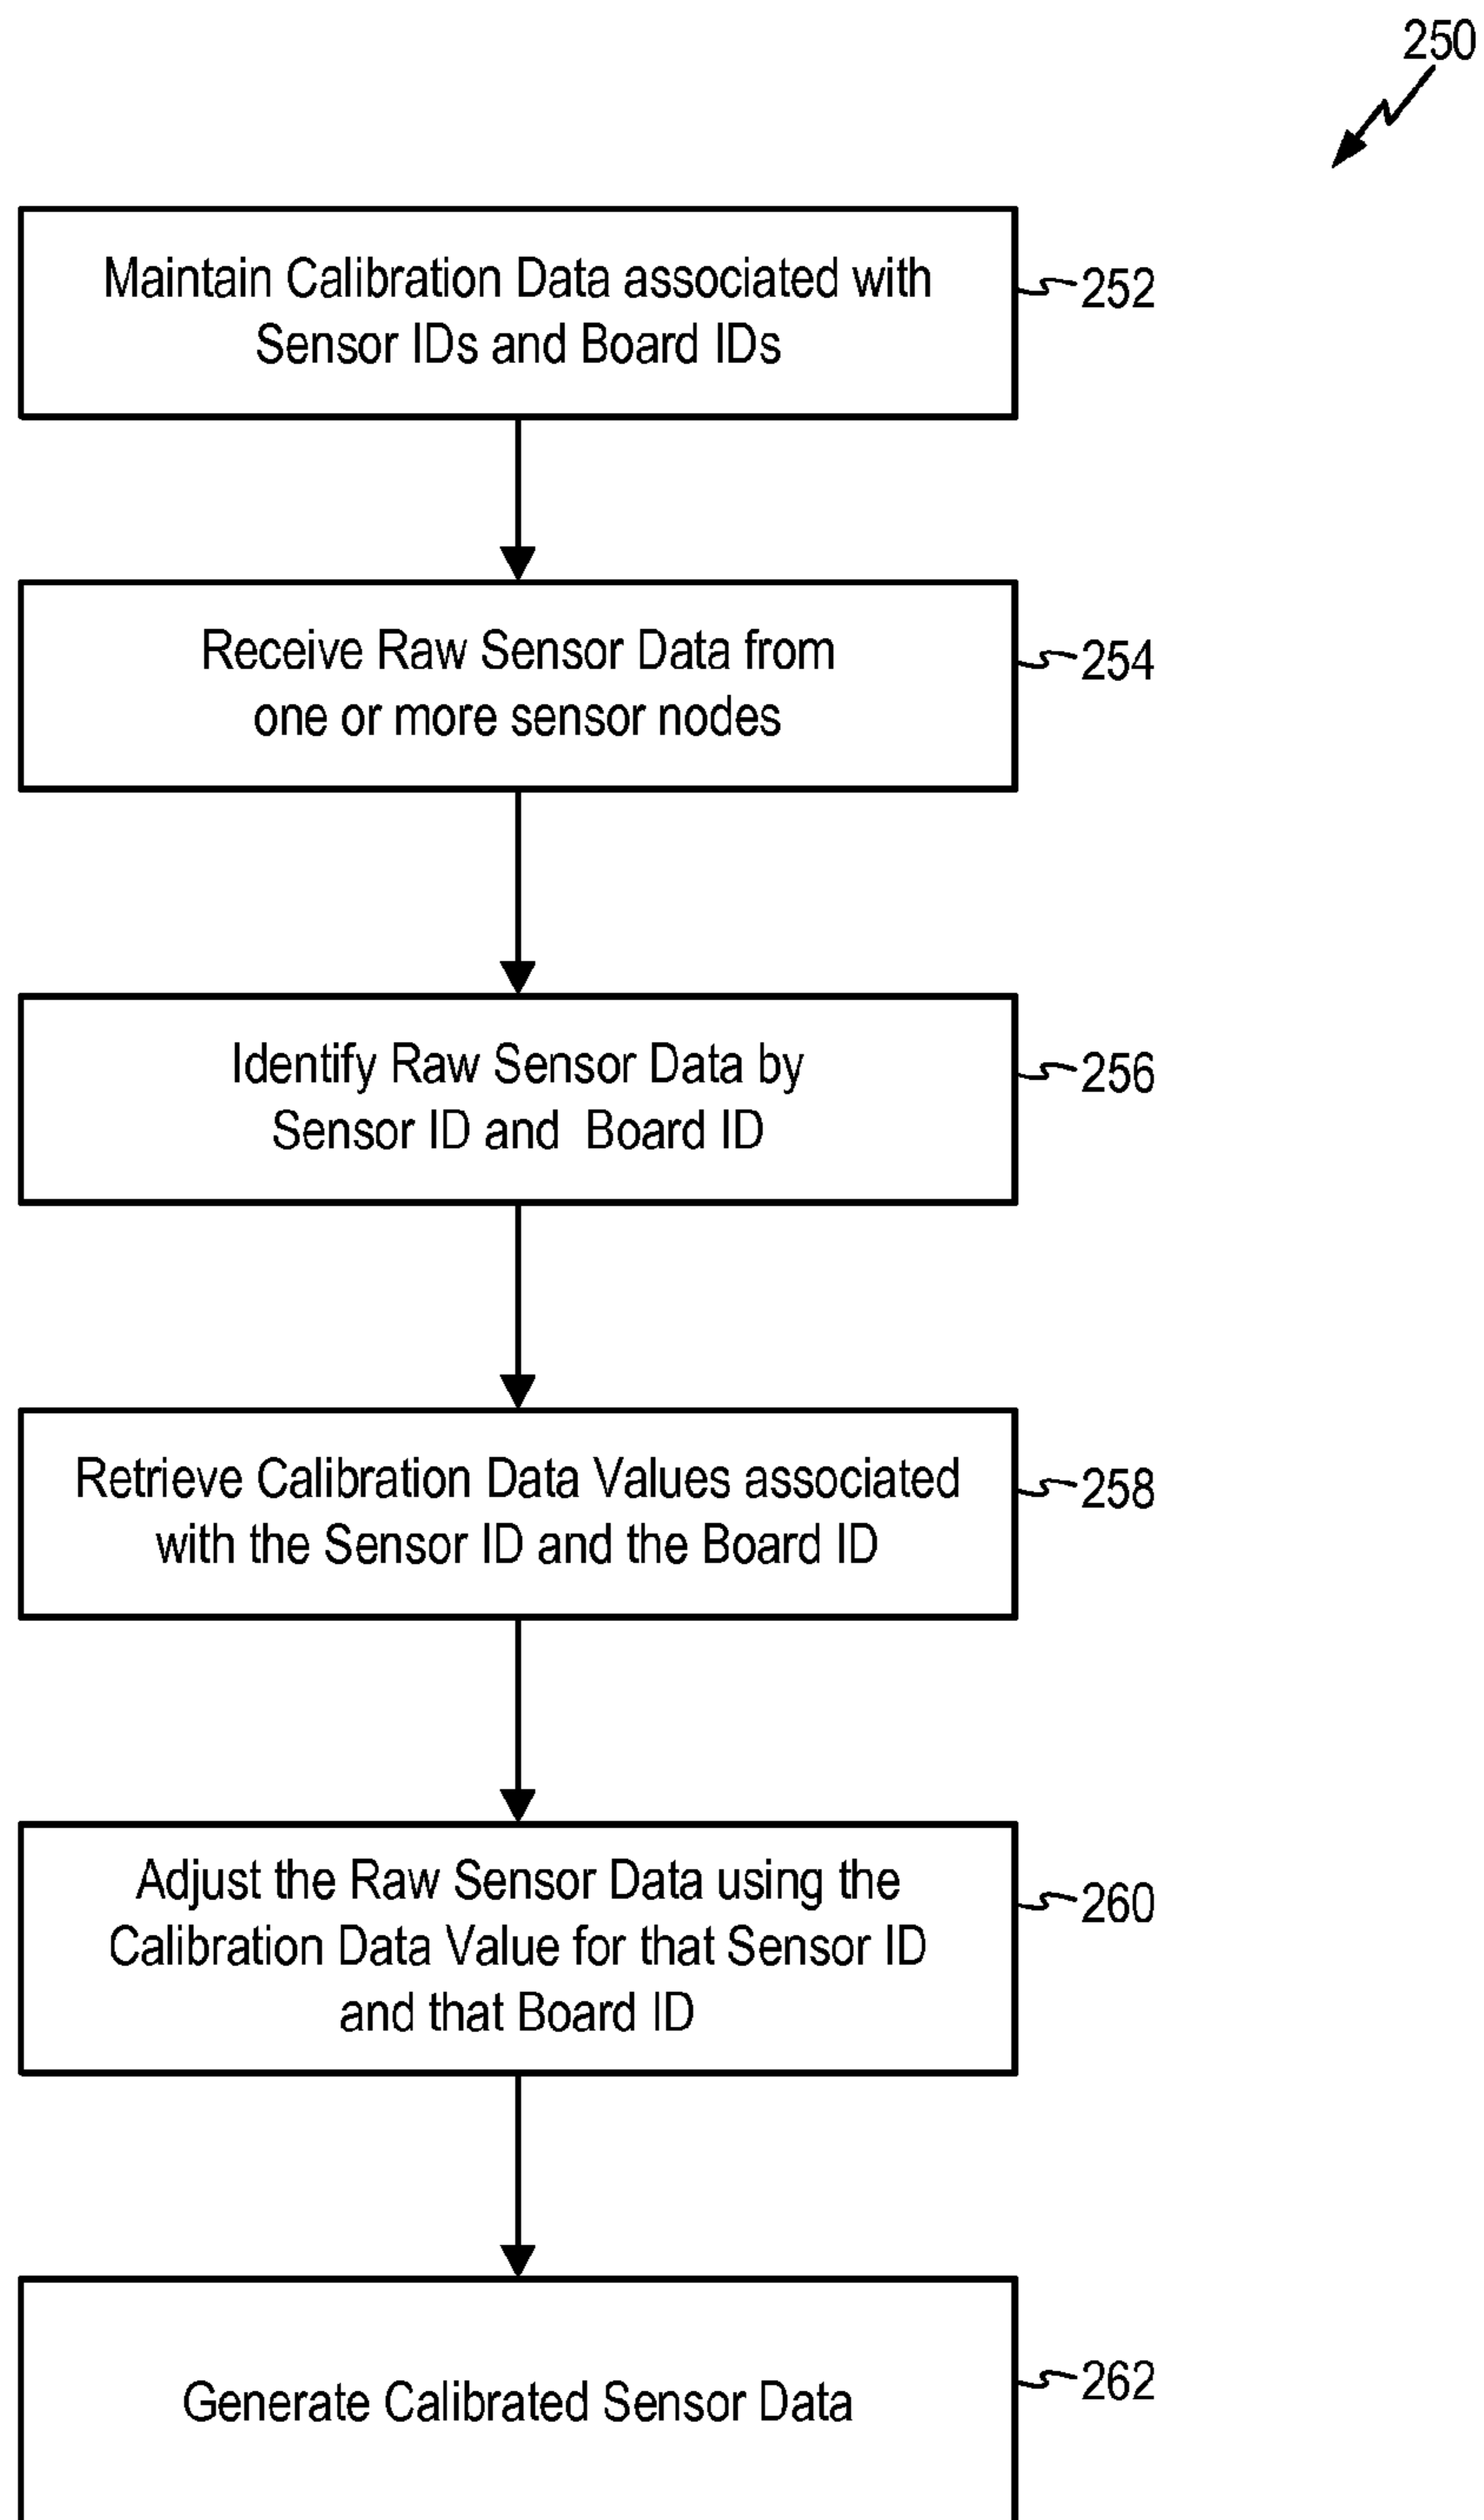 250
Maintain Calibration Data associated with
Sensor IDs and Board IDs
252
Receive Raw Sensor Data from
one or more sensor nodes
254
Identify Raw Sensor Data by
Sensor ID and Board ID
256
Retrieve Calibration Data Values associated
with the Sensor ID and the Board ID
258
Adjust the Raw Sensor Data using the
Calibration Data Value for that Sensor ID
and that Board ID
260
Generate Calibrated Sensor Data
262